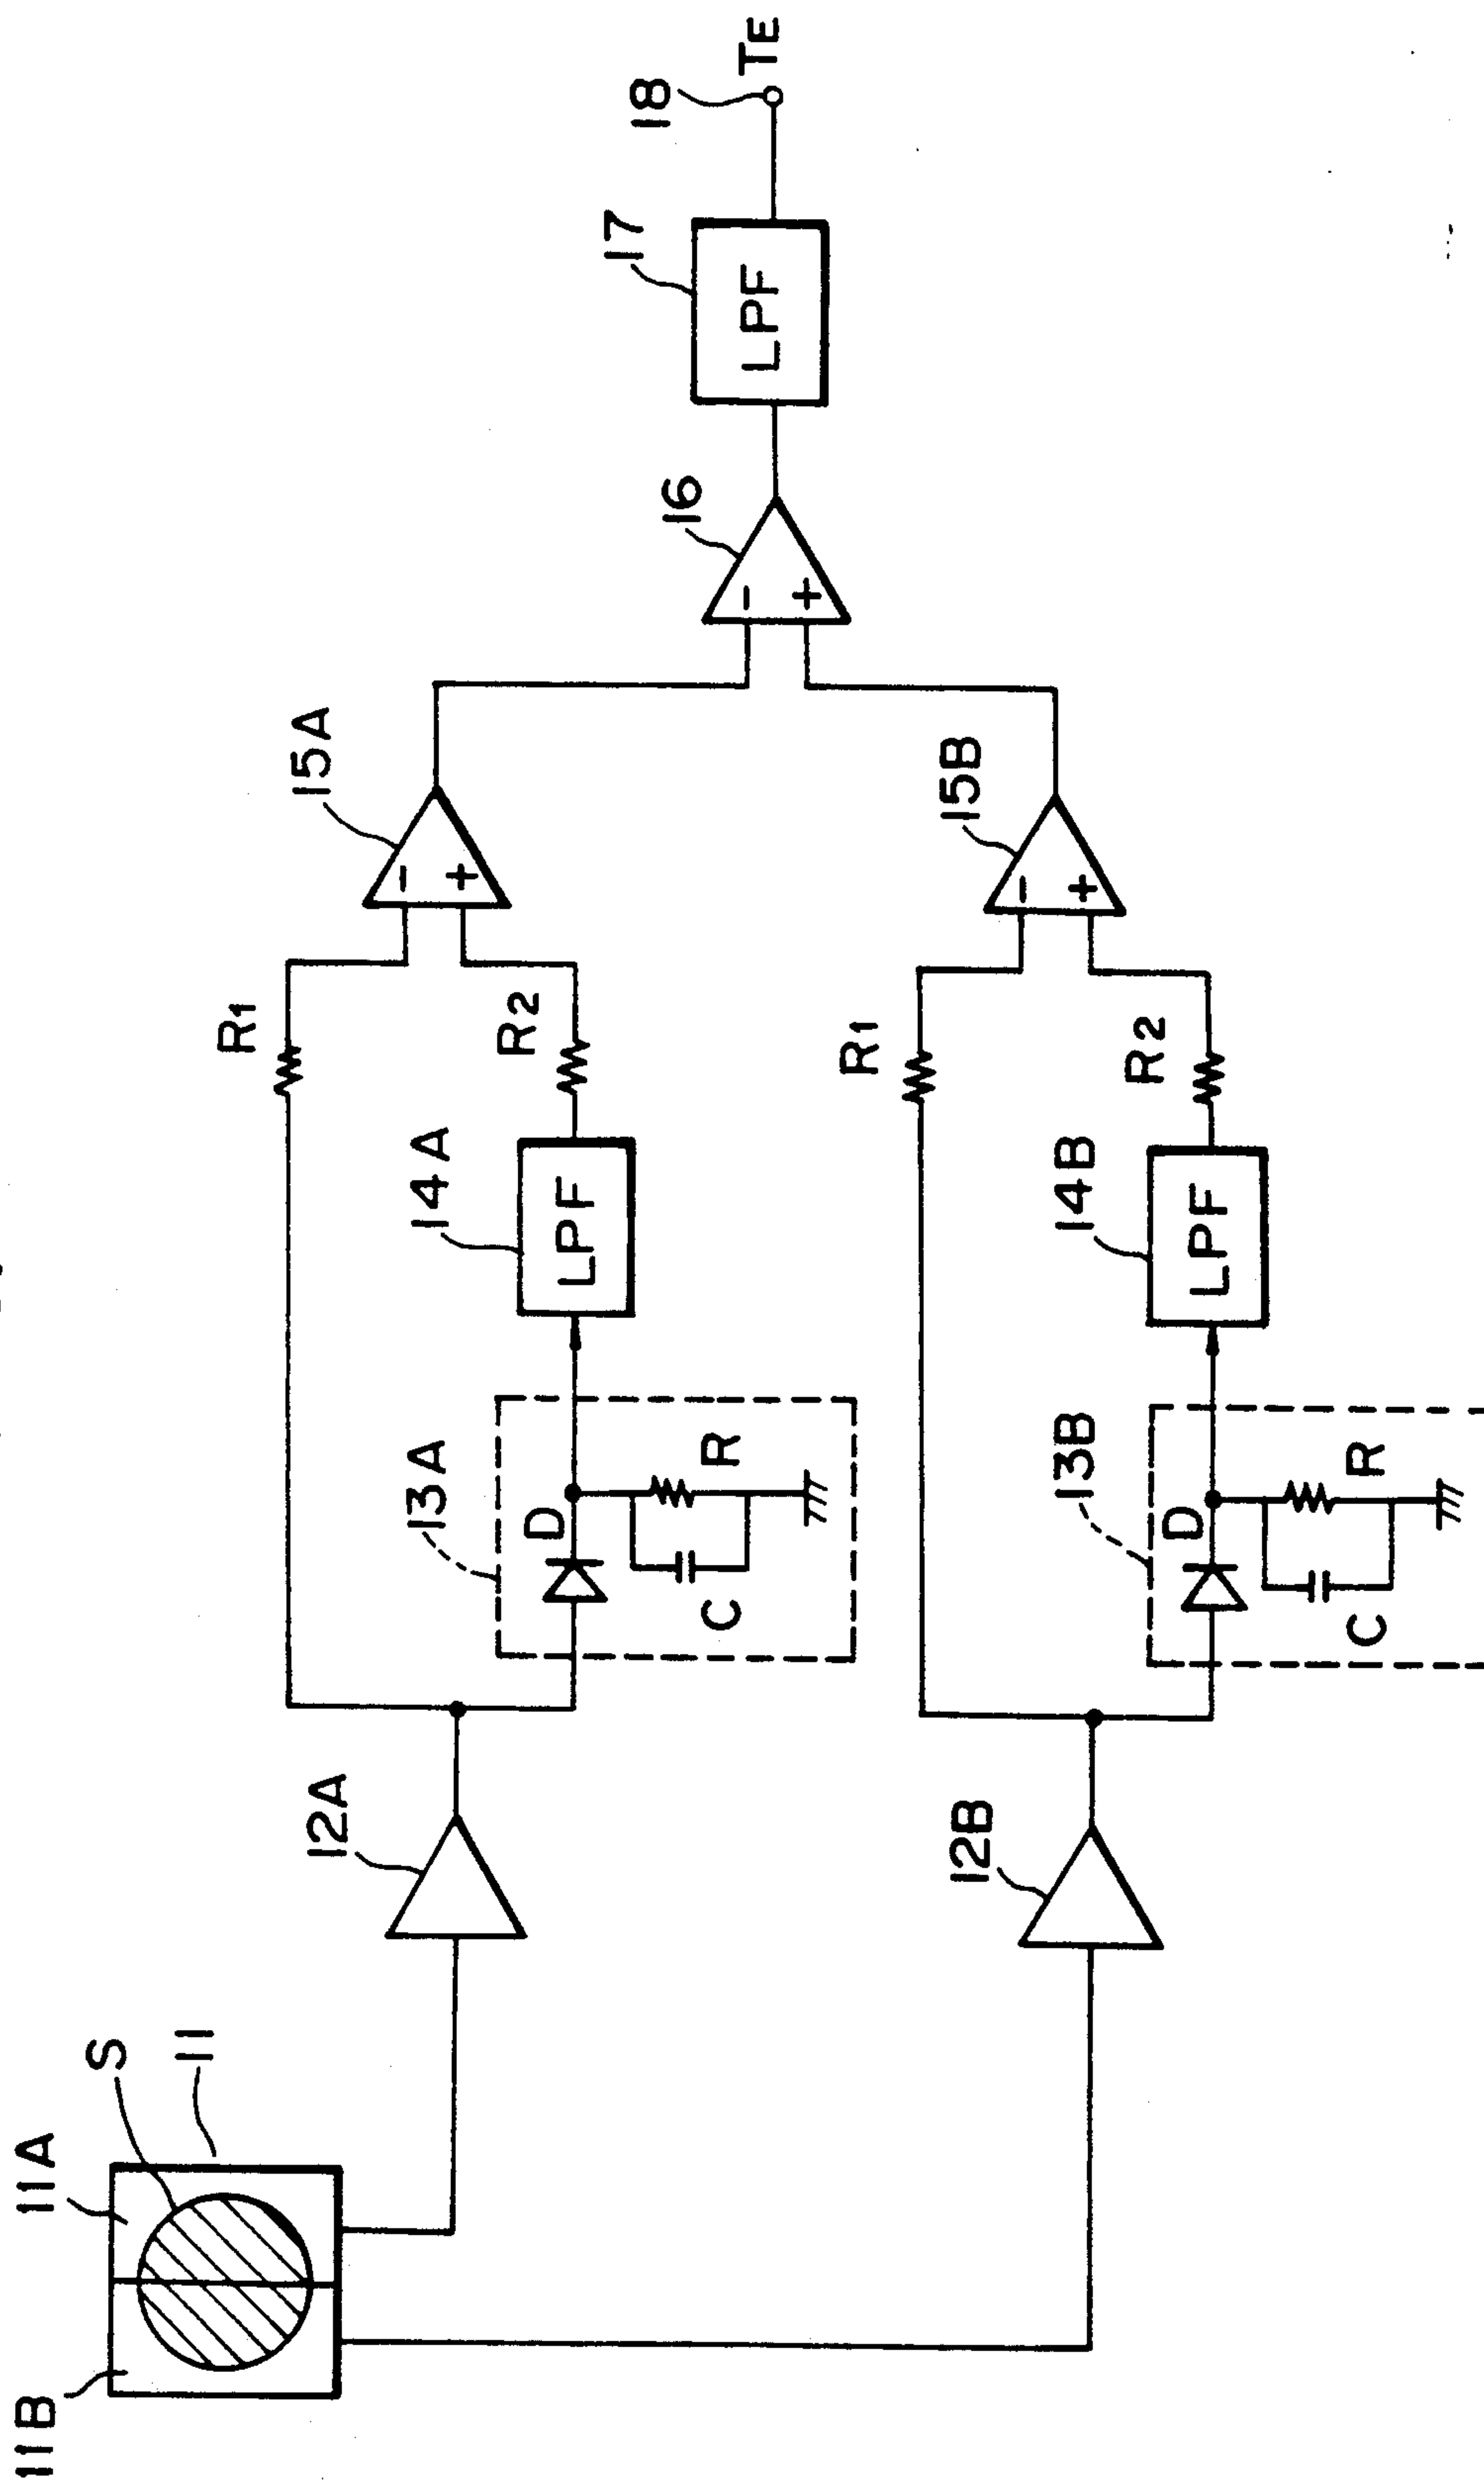 11B
11A
S
11
12A
12B
R1
13A
D
C
R
14A
LPF
R2
15A
-
+
R1
13B
D
C
R
14B
LPF
R2
15B
-
+
16
-
+
17
LPF
18
TE